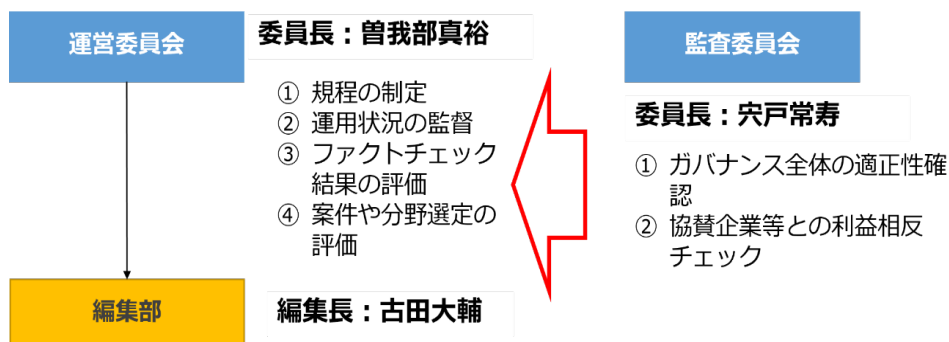 運営委員会
委員長：曽我部真裕
① 規程の制定
② 運用状況の監督
③ ファクトチェック
結果の評価
④ 案件や分野選定の
評価
編集部
編集長：古田大輔
監査委員会
委員長：宍戸常寿
① ガバナンス全体の適正性確
認
② 協賛企業等との利益相反
チェック